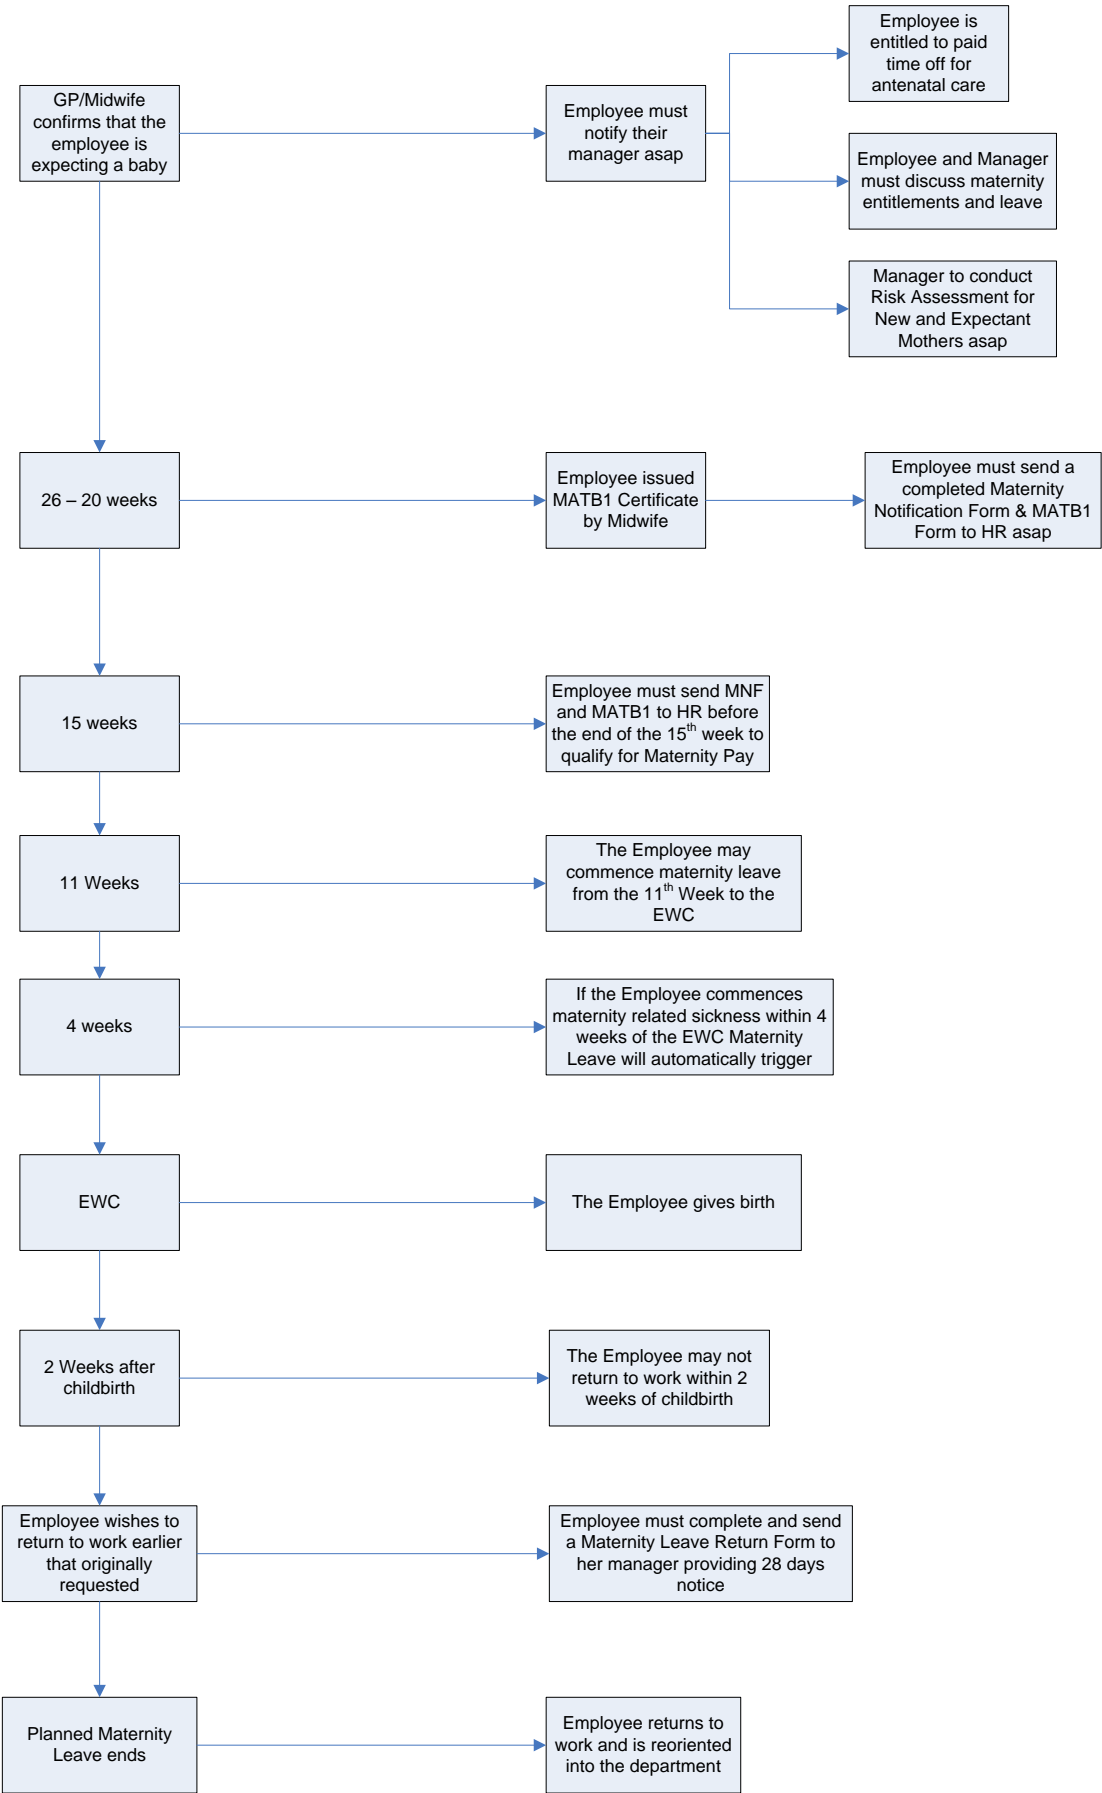 Employee is
entitled to paid
time off for
antenatal care
GP/Midwife
confirms that the
employee is
expecting a baby
Employee must
notify their
manager asap
Employee and Manager
must discuss maternity
entitlements and leave
Manager to conduct
Risk Assessment for
New and Expectant
Mothers asap
26 – 20 weeks
Employee issued
MATB1 Certificate
by Midwife
Employee must send a
completed Maternity
Notification Form & MATB1
Form to HR asap
15 weeks
Employee must send MNF
and MATB1 to HR before
the end of the 15th week to
qualify for Maternity Pay
11 Weeks
The Employee may
commence maternity leave
from the 11th Week to the
EWC
4 weeks
If the Employee commences
maternity related sickness within 4
weeks of the EWC Maternity
Leave will automatically trigger
EWC
The Employee gives birth
2 Weeks after
childbirth
The Employee may not
return to work within 2
weeks of childbirth
Employee wishes to
return to work earlier
that originally
requested
Employee must complete and send
a Maternity Leave Return Form to
her manager providing 28 days
notice
Planned Maternity
Leave ends
Employee returns to
work and is reoriented
into the department